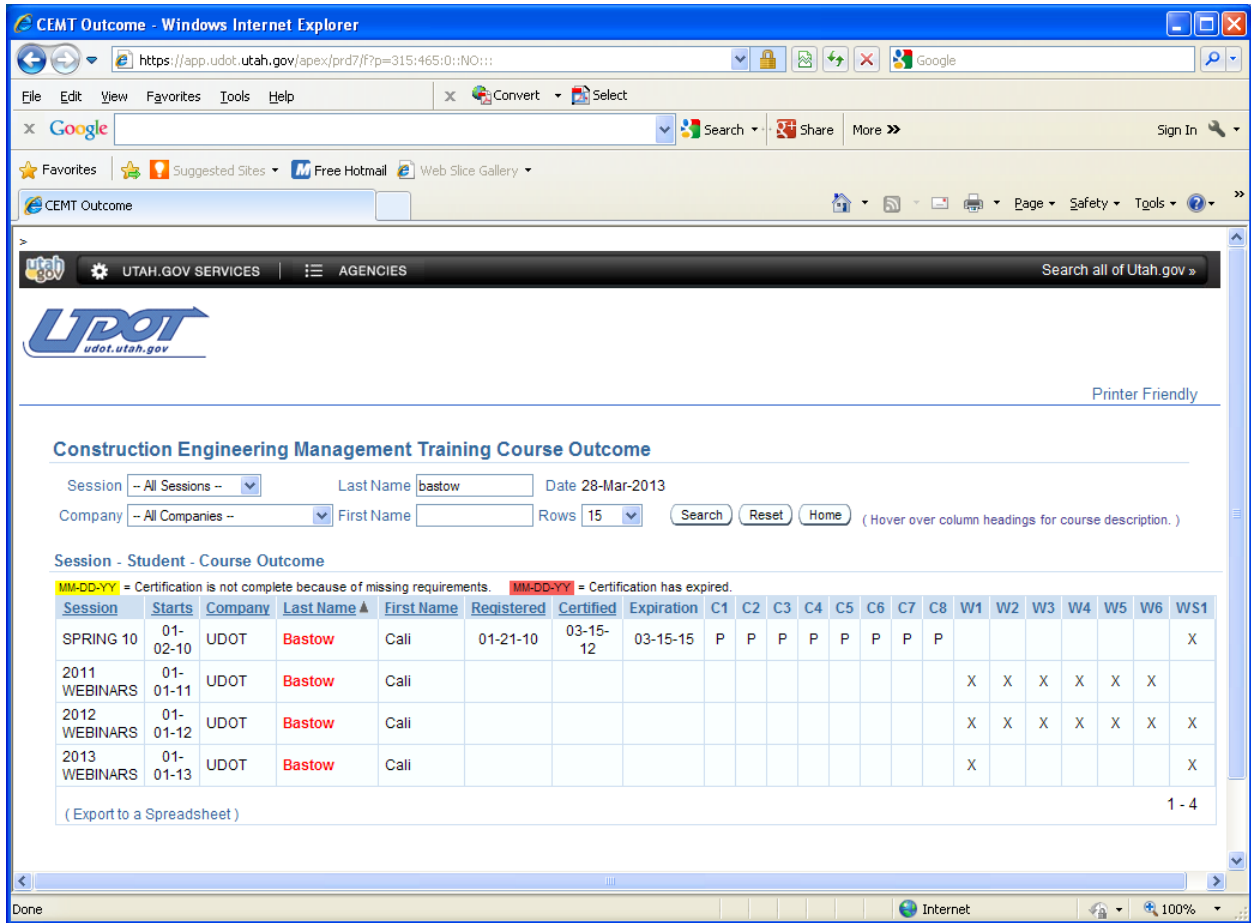 CEMT Outcome - Windows Internet Explorer
https://app.udot.utah.gov/apex/prd7/f?p=315:465:0::NO:::
Google
File Edit View Favorites Tools Help x Convert Select
x Google Search Share More >> Sign In
Favorites Suggested Sites Free Hotmail Web Slice Gallery
CEMT Outcome Page Safety Tools >>
>
utah.gov UTAH.GOV SERVICES | AGENCIES Search all of Utah.gov »
UDOT
udot.utah.gov
Printer Friendly
Construction Engineering Management Training Course Outcome
Session -- All Sessions -- Last Name bastow Date 28-Mar-2013
Company -- All Companies -- First Name Rows 15 Search Reset Home ( Hover over column headings for course description. )
Session - Student - Course Outcome
MM-DD-YY = Certification is not complete because of missing requirements. MM-DD-YY = Certification has expired.
Session Starts Company Last Name First Name Registered Certified Expiration C1 C2 C3 C4 C5 C6 C7 C8 W1 W2 W3 W4 W5 W6 WS1
SPRING 10 01-02-10 UDOT Bastow Cali 01-21-10 03-15-12 03-15-15 P P P P P P P P X
2011 WEBINARS 01-01-11 UDOT Bastow Cali X X X X X X
2012 WEBINARS 01-01-12 UDOT Bastow Cali X X X X X X X
2013 WEBINARS 01-01-13 UDOT Bastow Cali X X
( Export to a Spreadsheet ) 1 - 4
Done Internet 100%